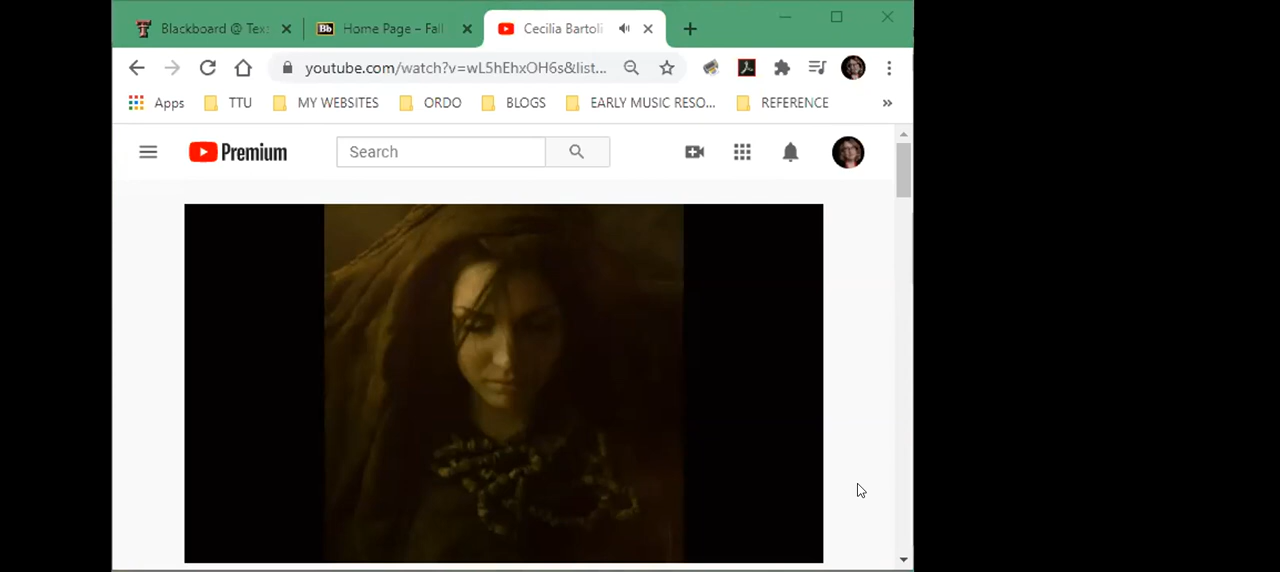 Blackboard @ Tex: Home Page – Fall Cecilia Bartoli
youtube.com/watch?v=wL5hEhxOH6s&list...
Apps TTU MY WEBSITES ORDO BLOGS EARLY MUSIC RESO... REFERENCE »
Premium Search